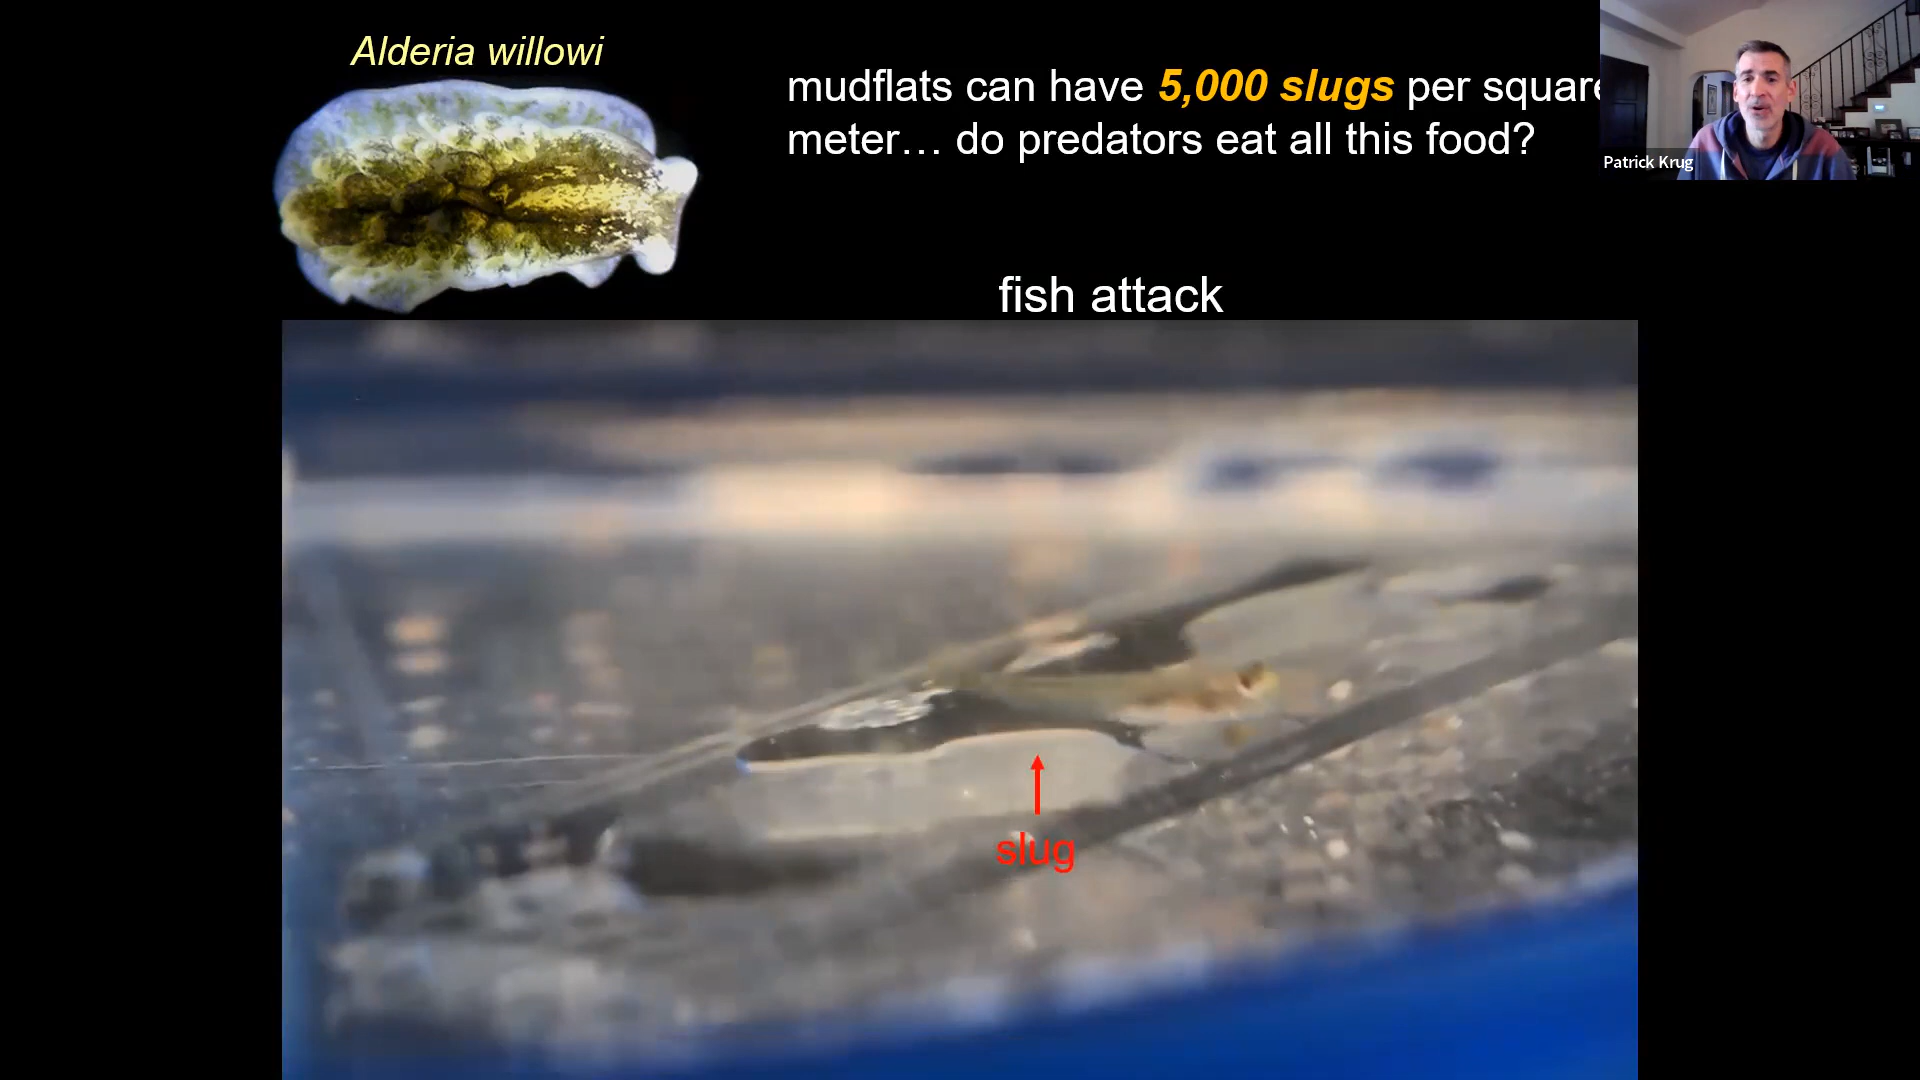 Alderia willowi
mudflats can have 5,000 slugs per square
meter… do predators eat all this food?
Patrick Krug
fish attack
slug